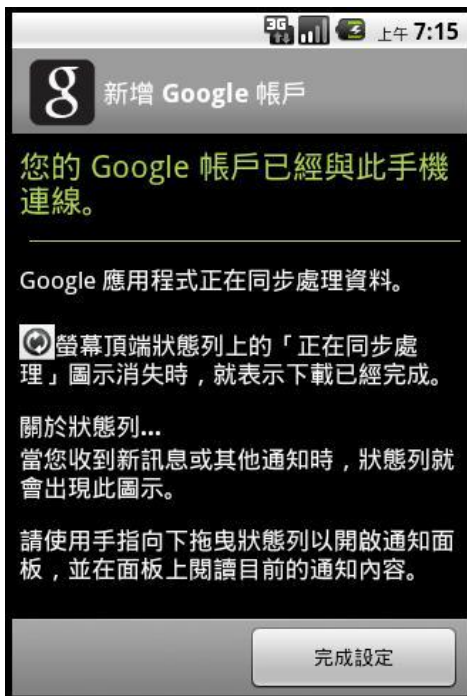 3G 上午 7:15
新增 Google 帳戶
您的 Google 帳戶已經與此手機
連線。
Google 應用程式正在同步處理資料。
螢幕頂端狀態列上的「正在同步處
理」圖示消失時，就表示下載已經完成。
關於狀態列...
當您收到新訊息或其他通知時，狀態列就
會出現此圖示。
請使用手指向下拖曳狀態列以開啟通知面
板，並在面板上閱讀目前的通知內容。
完成設定